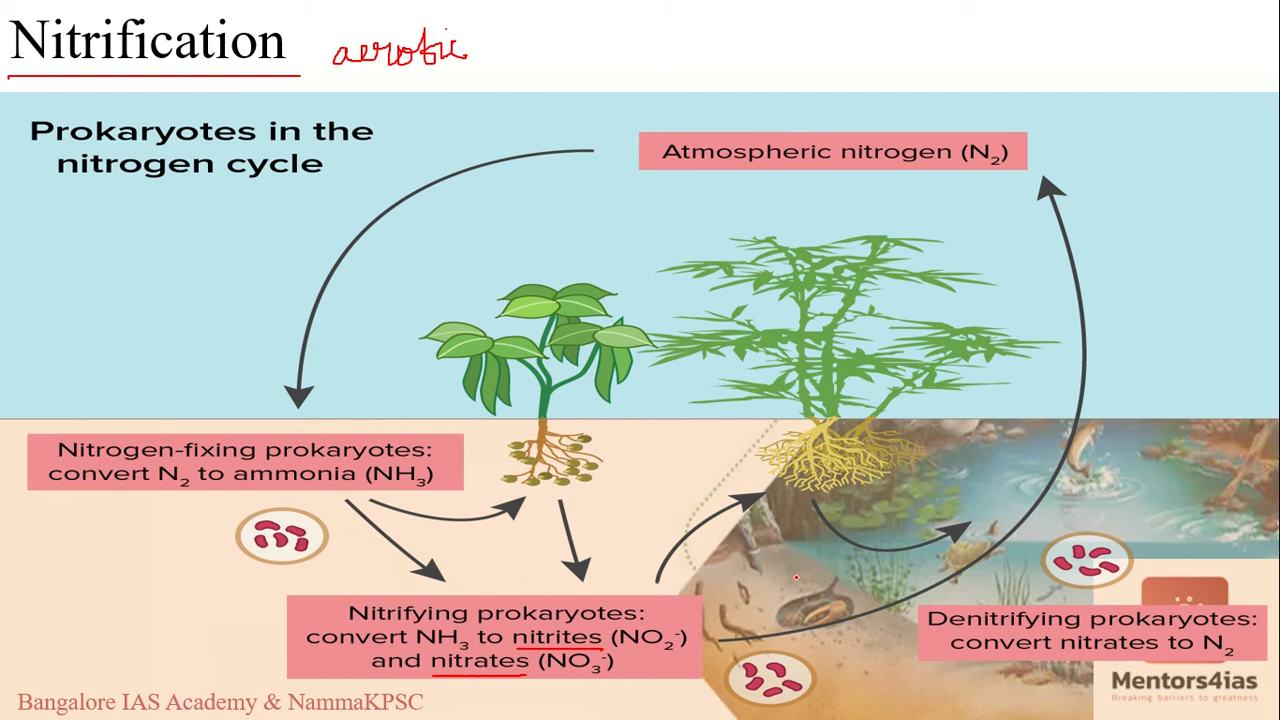 Nitrification aerobic
Prokaryotes in the
nitrogen cycle
Atmospheric nitrogen (N₂)
Nitrogen-fixing prokaryotes:
convert N₂ to ammonia (NH₃)
Nitrifying prokaryotes:
convert NH₃ to nitrites (NO₂⁻)
and nitrates (NO₃⁻)
Denitrifying prokaryotes:
convert nitrates to N₂
Mentors4ias
Breaking barriers to greatness
Bangalore IAS Academy & NammaKPSC